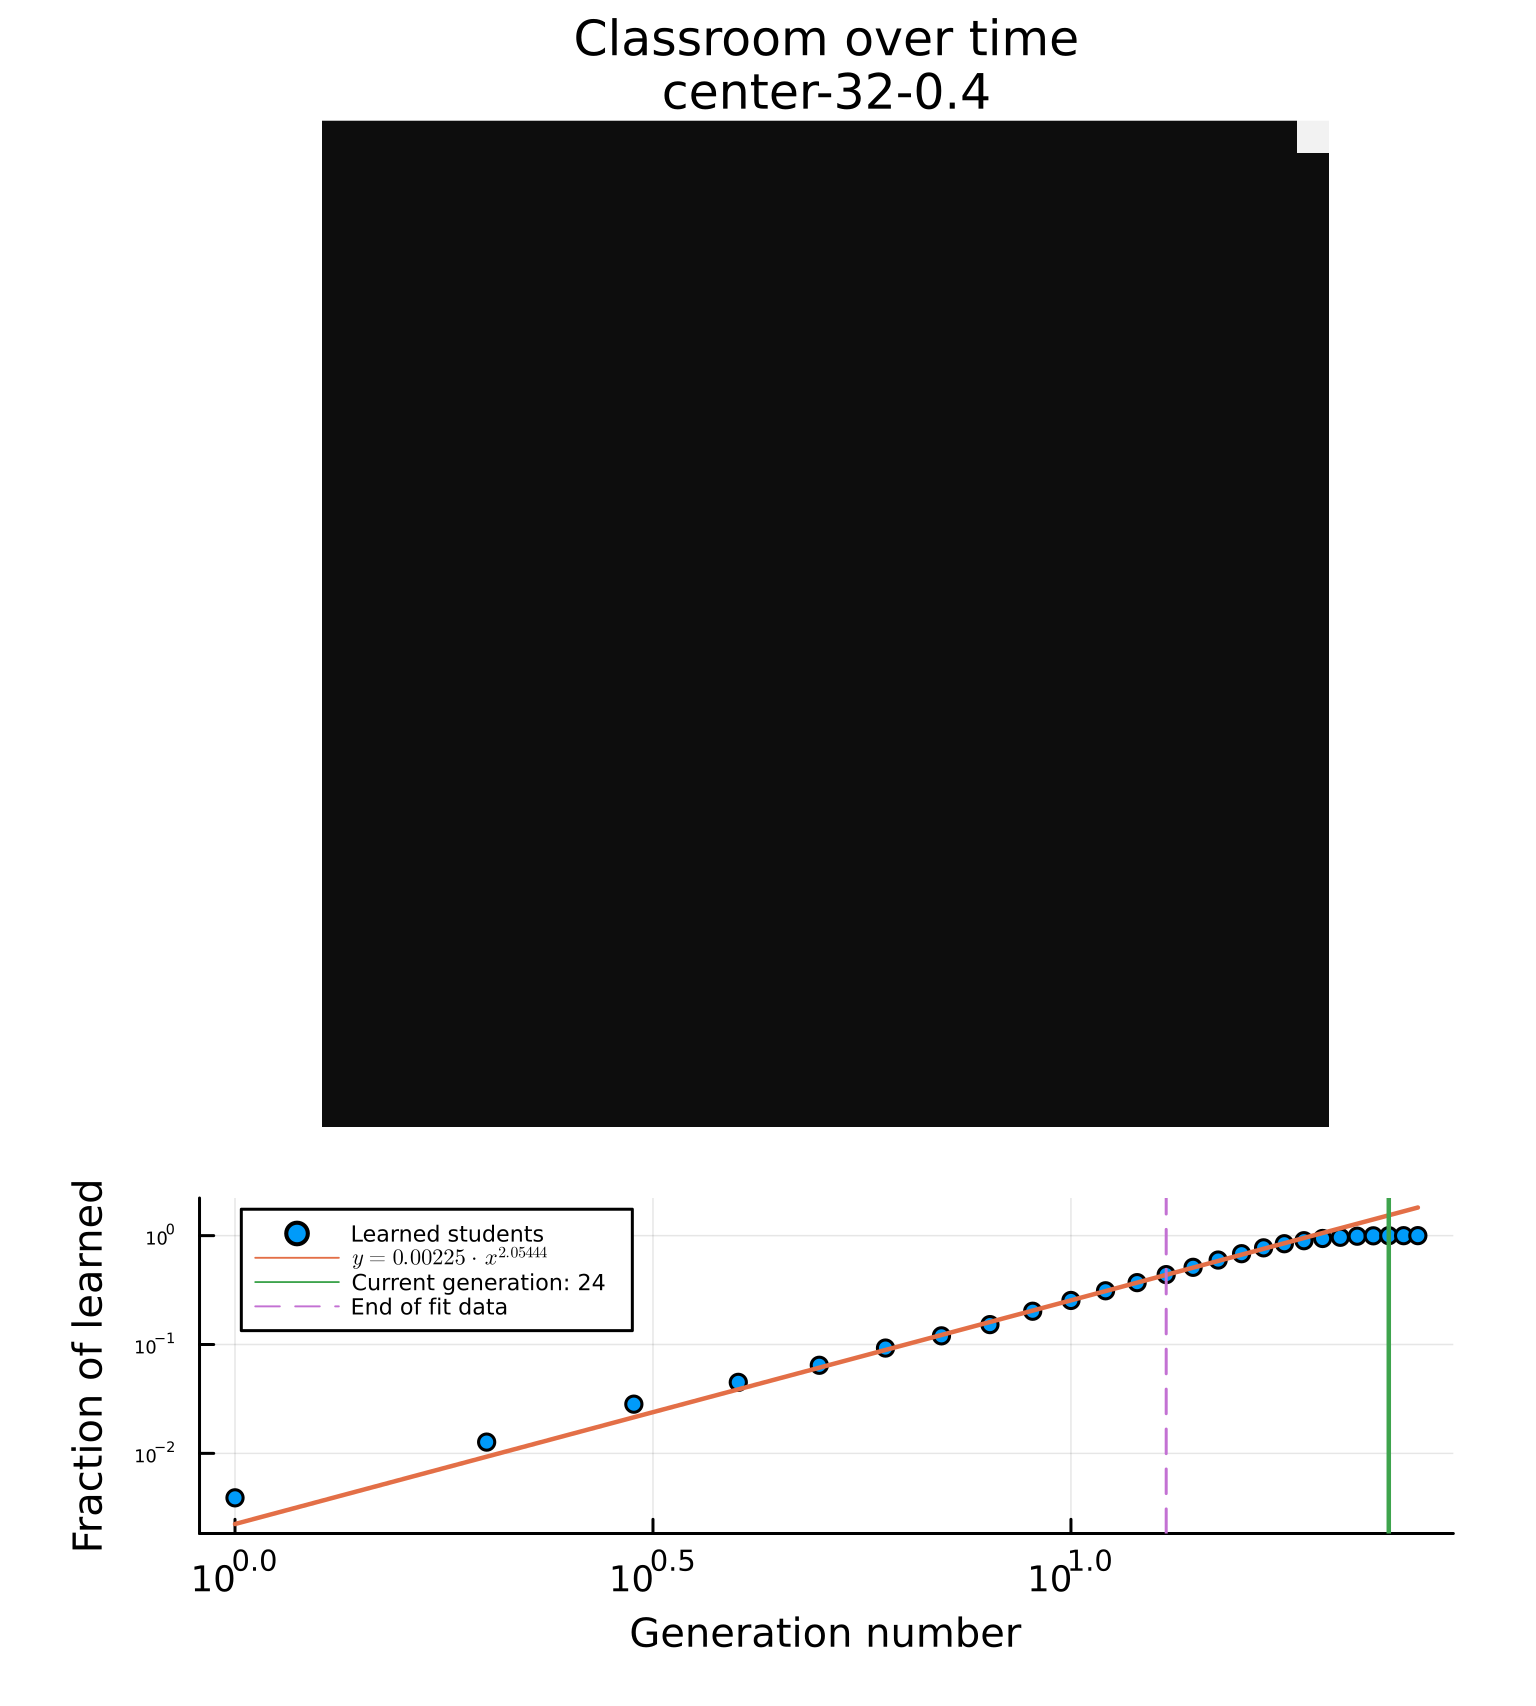 Classroom over time
center-32-0.4
Fraction of learned
10^0
10^-1
10^-2
Learned students
y = 0.00225 · x^2.05444
Current generation: 24
End of fit data
10^0.0
10^0.5
10^1.0
Generation number